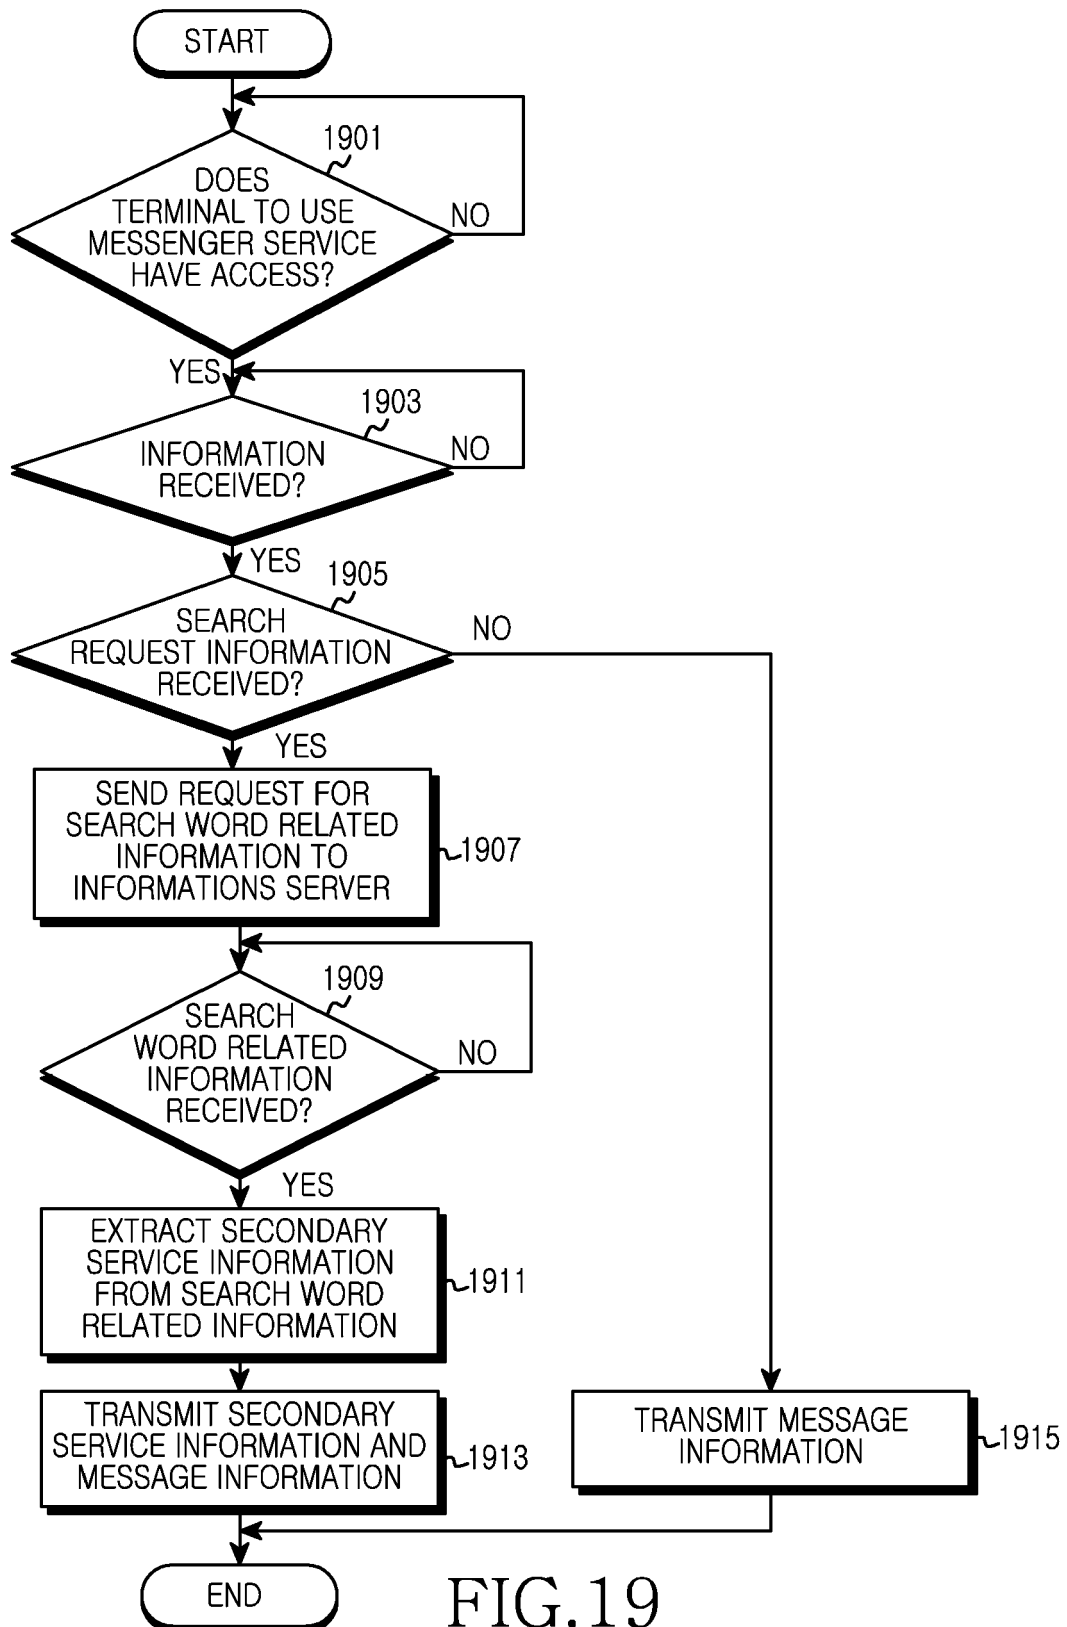 START
1901
DOES
TERMINAL TO USE
MESSENGER SERVICE
HAVE ACCESS?
NO
YES
1903
INFORMATION
RECEIVED?
NO
YES
1905
SEARCH
REQUEST INFORMATION
RECEIVED?
NO
YES
SEND REQUEST FOR
SEARCH WORD RELATED
INFORMATION TO
INFORMATIONS SERVER
1907
1909
SEARCH
WORD RELATED
INFORMATION
RECEIVED?
NO
YES
EXTRACT SECONDARY
SERVICE INFORMATION
FROM SEARCH WORD
RELATED INFORMATION
1911
TRANSMIT SECONDARY
SERVICE INFORMATION AND
MESSAGE INFORMATION
1913
TRANSMIT MESSAGE
INFORMATION
1915
END
FIG.19